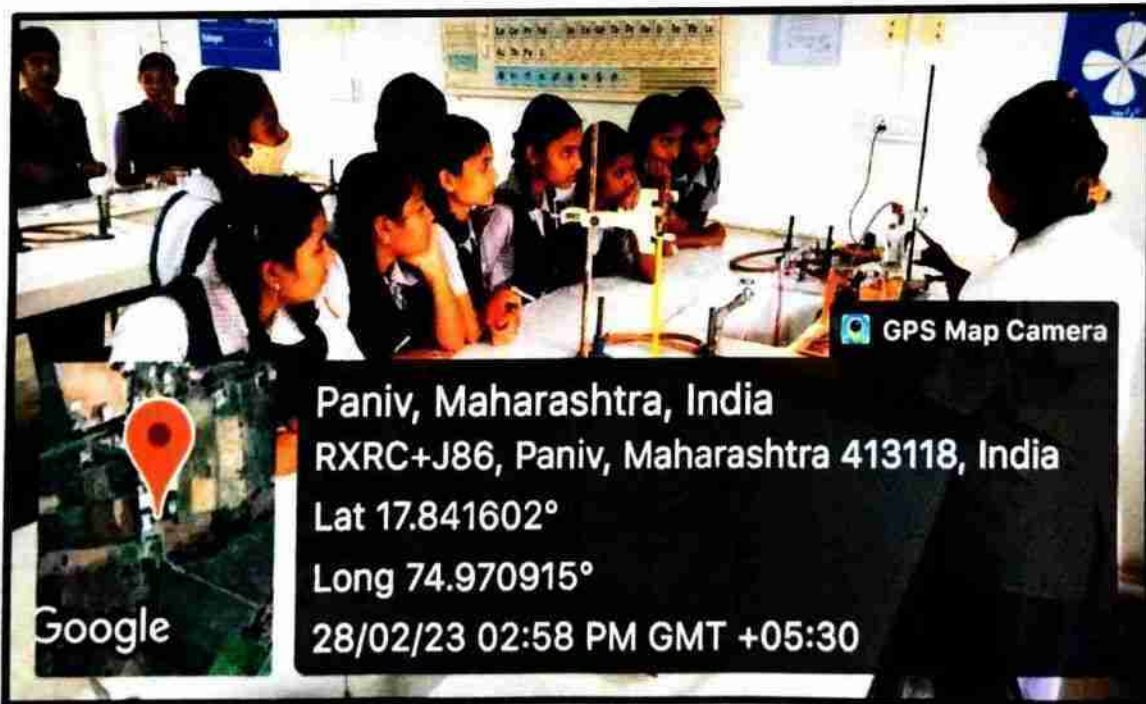 GPS Map Camera
Paniv, Maharashtra, India
RXRC+J86, Paniv, Maharashtra 413118, India
Lat 17.841602°
Long 74.970915°
28/02/23 02:58 PM GMT +05:30
Google